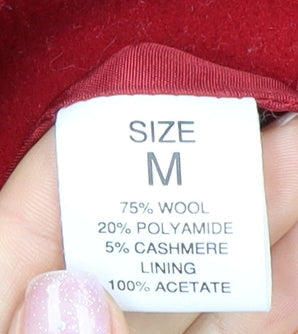 SIZE
M
75% WOOL
20% POLYAMIDE
5% CASHMERE
LINING
100% ACETATE